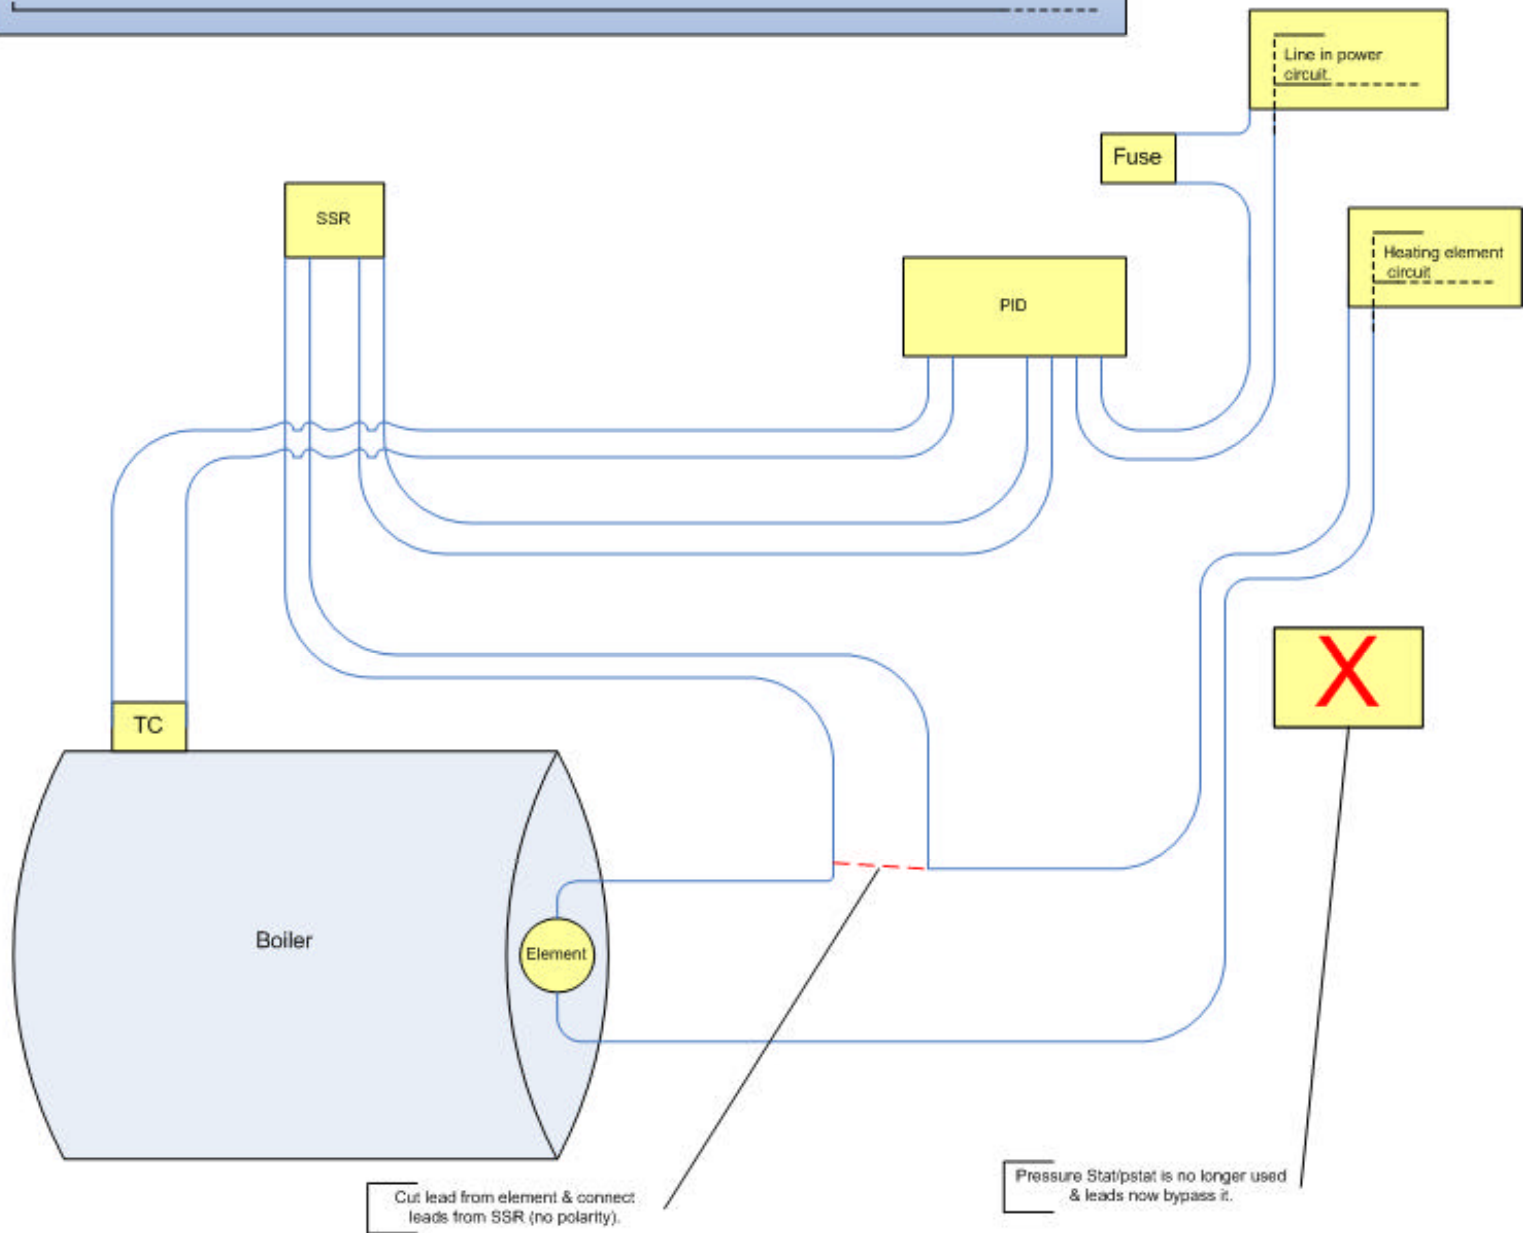 Line in power
circuit.
Fuse
SSR
Heating element
circuit
PID
X
TC
Boiler
Element
Cut lead from element & connect
leads from SSR (no polarity).
Pressure Stat/pstat is no longer used
& leads now bypass it.